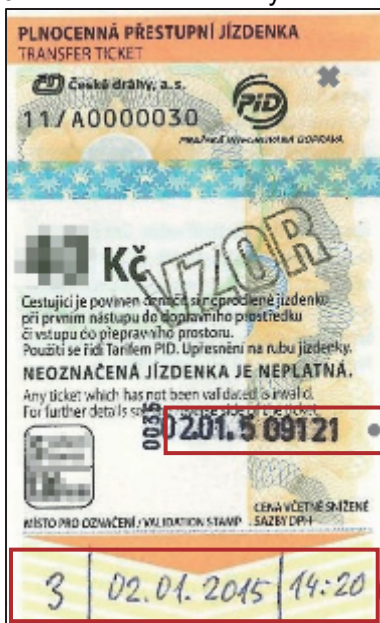 PLNOCENNÁ PŘESTUPNÍ JÍZDENKA
TRANSFER TICKET
České dráhy, a.s.
11/A0000030
PID
PRAŽSKÁ INTEGROVANÁ DOPRAVA
Kč
VZOR
Cestující je povinen označit si neprodleně jízdenku
při prvním nástupu do dopravního prostředku
či vstupu do přepravního prostoru.
Použití se řídí Tarifem PID. Upřesnění na rubu jízdenky.
NEOZNAČENÁ JÍZDENKA JE NEPLATNÁ.
Any ticket which has not been validated is invalid.
For further details see reverse side of the ticket.
0035
0201.5 09121
MÍSTO PRO OZNAČENÍ / VALIDATION STAMP
CENA VČETNĚ SNÍŽENÉ
SAZBY DPH
3 02.01.2015 14:20